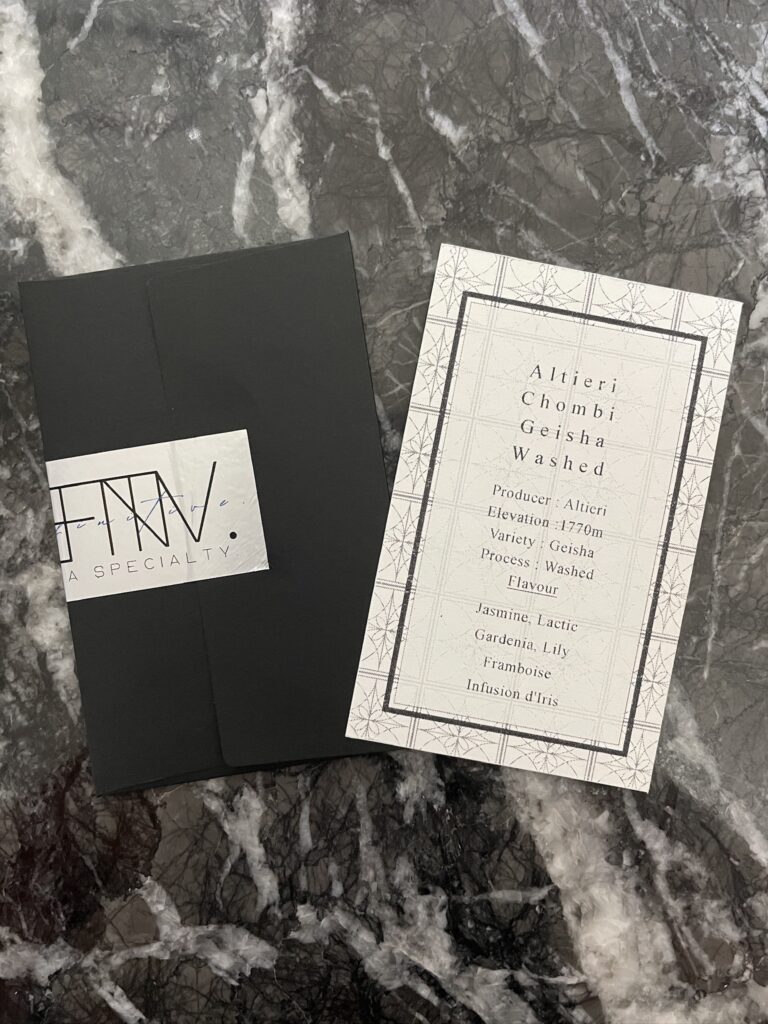 A SPECIALTY
Altieri
Chombi
Geisha
Washed
Producer : Altieri
Elevation :1770m
Variety : Geisha
Process : Washed
Flavour
Jasmine, Lactic
Gardenia, Lily
Framboise
Infusion d'Iris